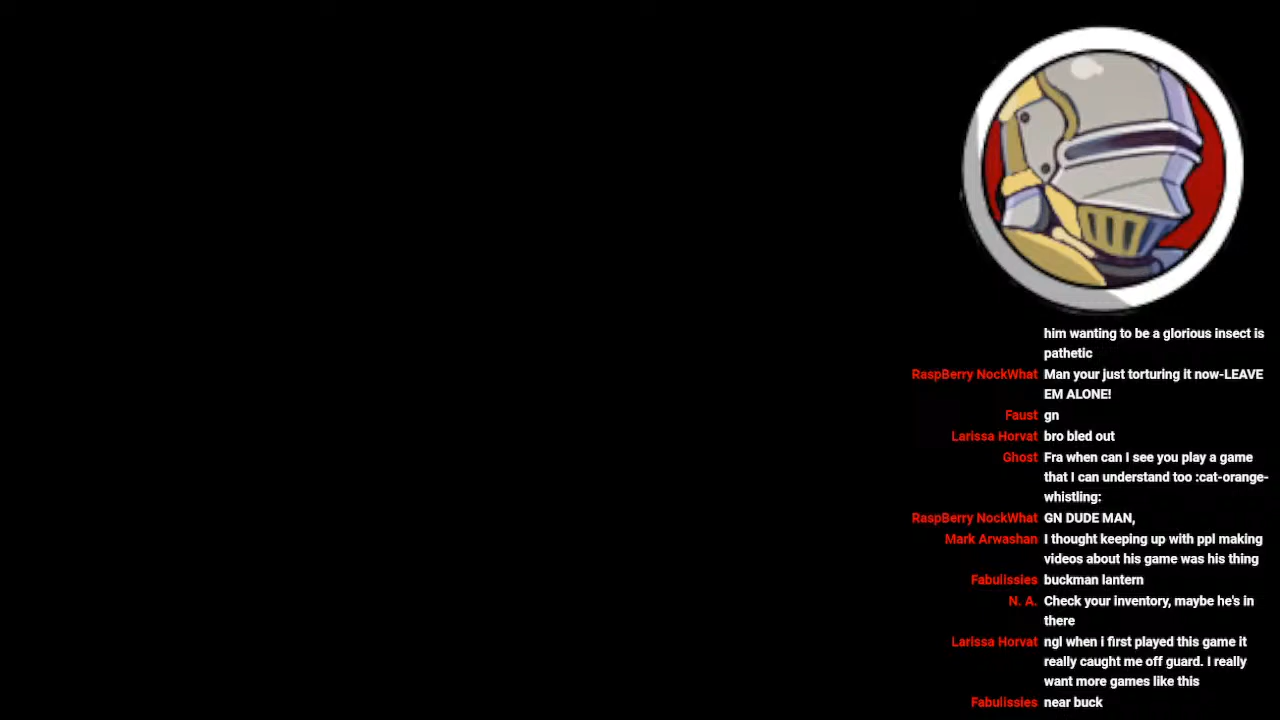 him wanting to be a glorious insect is
pathetic
RaspBerry NockWhat Man your just torturing it now-LEAVE
EM ALONE!
Faust gn
Larissa Horvat bro bled out
Ghost Fra when can I see you play a game
that I can understand too :cat-orange-
whistling:
RaspBerry NockWhat GN DUDE MAN,
Mark Arwashan I thought keeping up with ppl making
videos about his game was his thing
Fabulissies buckman lantern
N. A. Check your inventory, maybe he's in
there
Larissa Horvat ngl when i first played this game it
really caught me off guard. I really
want more games like this
Fabulissies near buck